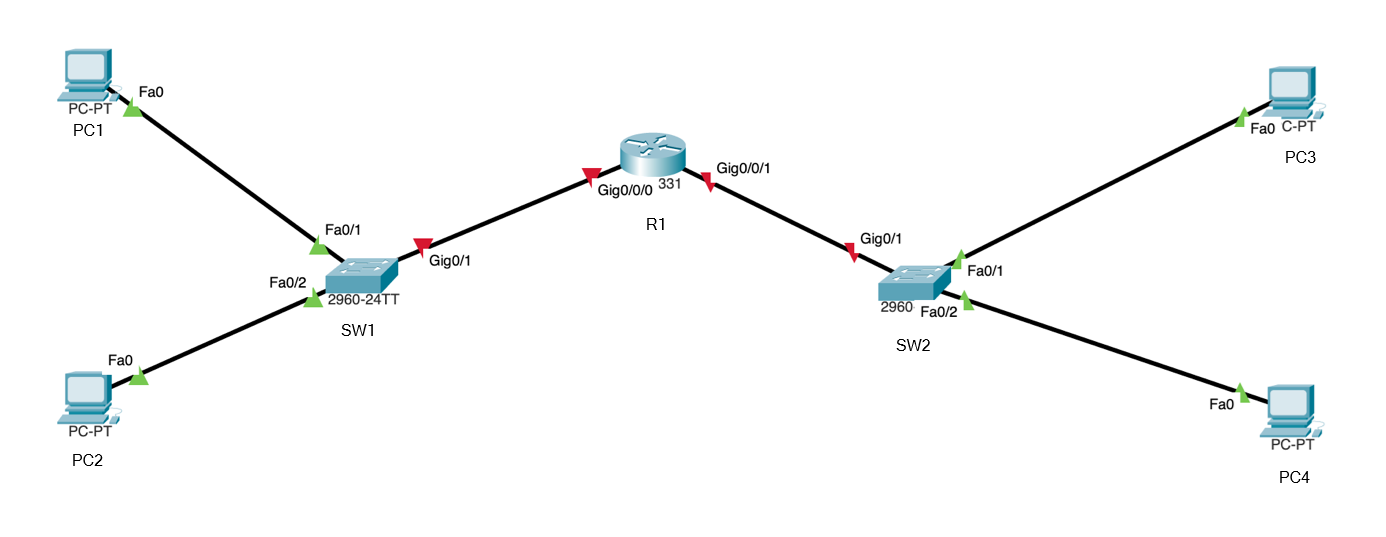 Fa0
PC-PT
PC1
Fa0/1
Fa0/2
2960-24TT
SW1
Gig0/1
Fa0
PC-PT
PC2
Gig0/0/0
331
Gig0/0/1
R1
Gig0/1
Fa0/1
2960
Fa0/2
SW2
Fa0
C-PT
PC3
Fa0
PC-PT
PC4